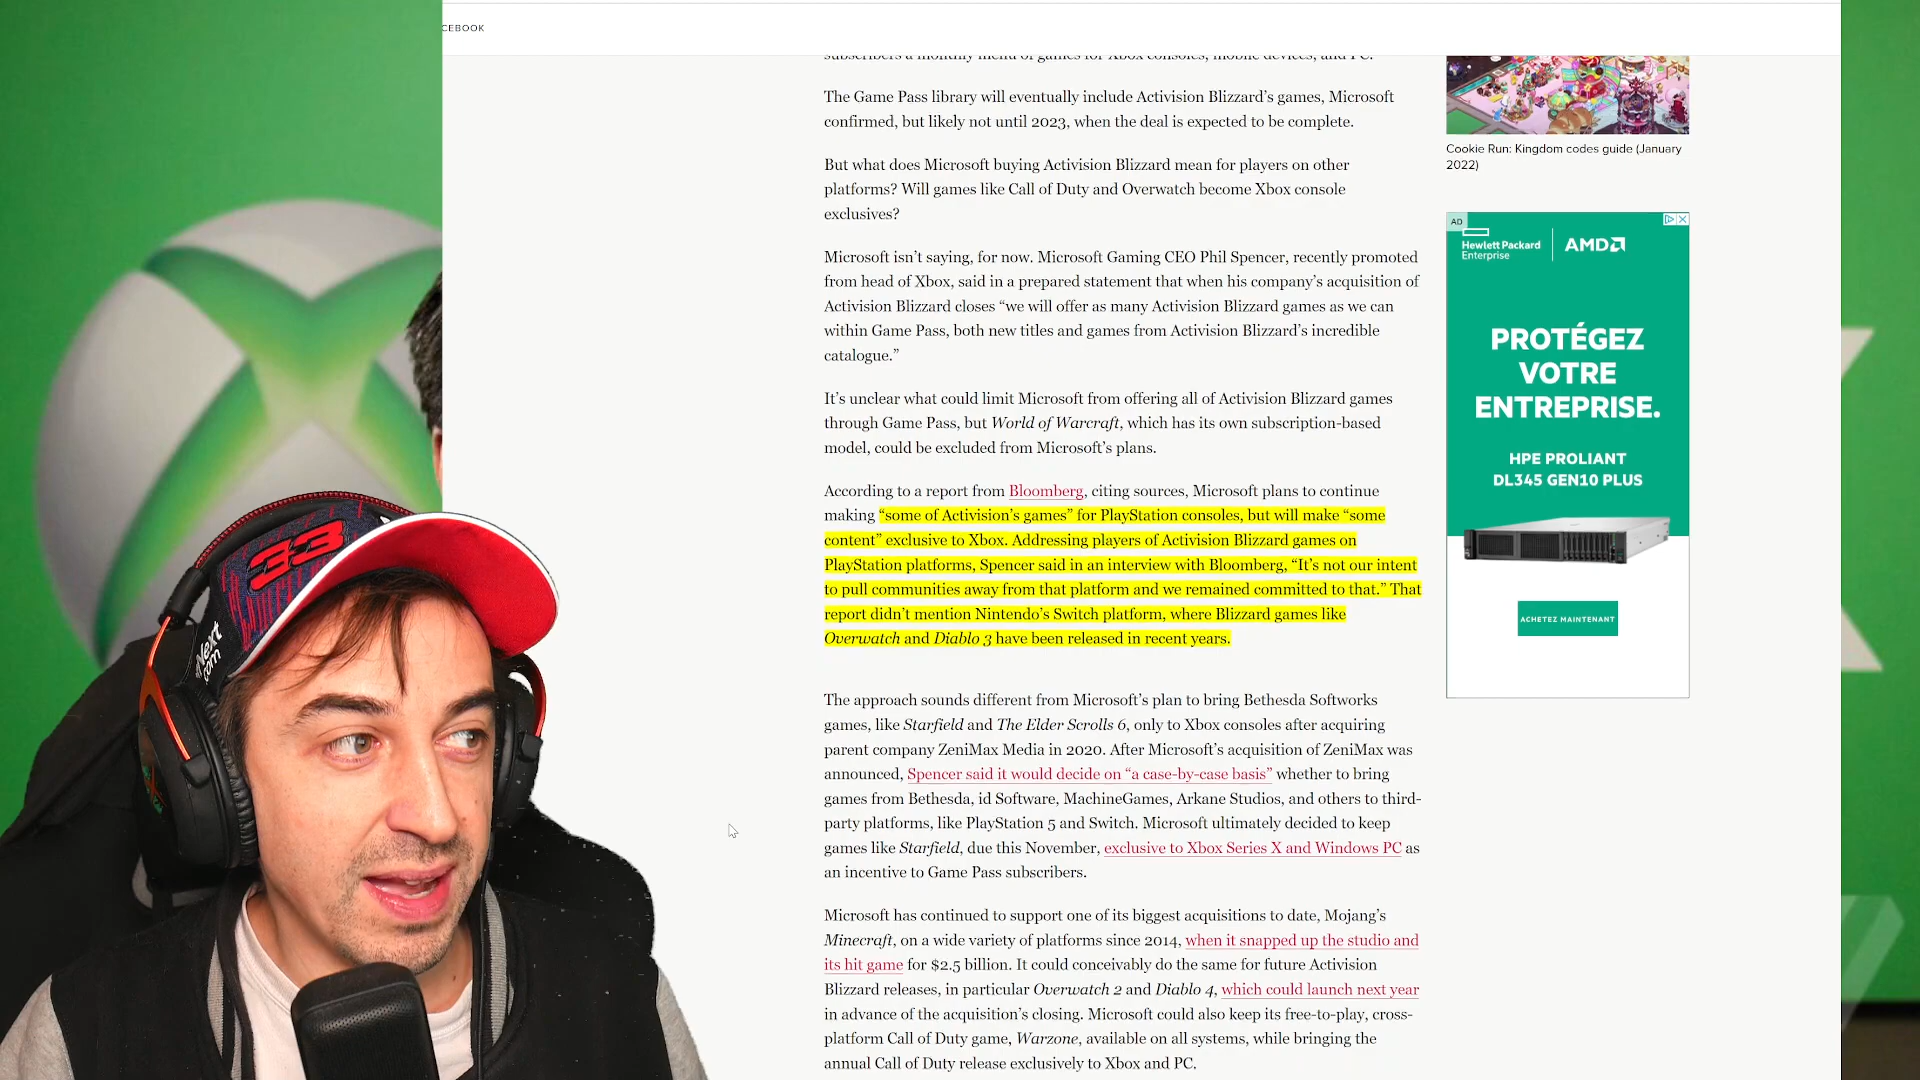 CEBOOK
subscribers a monthly menu of games for Xbox consoles, mobile devices, and PC.
The Game Pass library will eventually include Activision Blizzard’s games, Microsoft
confirmed, but likely not until 2023, when the deal is expected to be complete.
But what does Microsoft buying Activision Blizzard mean for players on other
platforms? Will games like Call of Duty and Overwatch become Xbox console
exclusives?
Microsoft isn’t saying, for now. Microsoft Gaming CEO Phil Spencer, recently promoted
from head of Xbox, said in a prepared statement that when his company’s acquisition of
Activision Blizzard closes “we will offer as many Activision Blizzard games as we can
within Game Pass, both new titles and games from Activision Blizzard’s incredible
catalogue.”
It’s unclear what could limit Microsoft from offering all of Activision Blizzard games
through Game Pass, but World of Warcraft, which has its own subscription-based
model, could be excluded from Microsoft’s plans.
According to a report from Bloomberg, citing sources, Microsoft plans to continue
making “some of Activision’s games” for PlayStation consoles, but will make “some
content” exclusive to Xbox. Addressing players of Activision Blizzard games on
PlayStation platforms, Spencer said in an interview with Bloomberg, “It’s not our intent
to pull communities away from that platform and we remained committed to that.” That
report didn’t mention Nintendo’s Switch platform, where Blizzard games like
Overwatch and Diablo 3 have been released in recent years.
The approach sounds different from Microsoft’s plan to bring Bethesda Softworks
games, like Starfield and The Elder Scrolls 6, only to Xbox consoles after acquiring
parent company ZeniMax Media in 2020. After Microsoft’s acquisition of ZeniMax was
announced, Spencer said it would decide on “a case-by-case basis” whether to bring
games from Bethesda, id Software, MachineGames, Arkane Studios, and others to third-
party platforms, like PlayStation 5 and Switch. Microsoft ultimately decided to keep
games like Starfield, due this November, exclusive to Xbox Series X and Windows PC as
an incentive to Game Pass subscribers.
Microsoft has continued to support one of its biggest acquisitions to date, Mojang’s
Minecraft, on a wide variety of platforms since 2014, when it snapped up the studio and
its hit game for $2.5 billion. It could conceivably do the same for future Activision
Blizzard releases, in particular Overwatch 2 and Diablo 4, which could launch next year
in advance of the acquisition’s closing. Microsoft could also keep its free-to-play, cross-
platform Call of Duty game, Warzone, available on all systems, while bringing the
annual Call of Duty release exclusively to Xbox and PC.
Cookie Run: Kingdom codes guide (January
2022)
AD
Hewlett Packard
Enterprise
AMD
PROTÉGEZ
VOTRE
ENTREPRISE.
HPE PROLIANT
DL345 GEN10 PLUS
ACHETEZ MAINTENANT
33
Next
.com